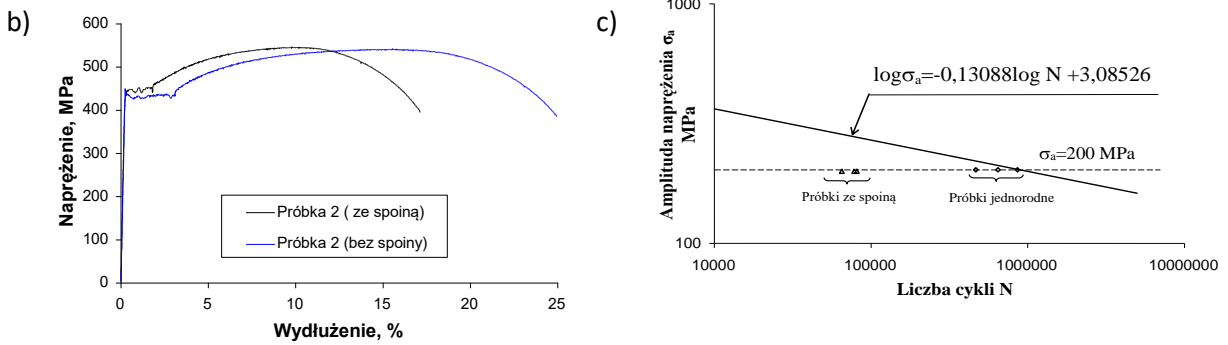 b)
600
500
400
300
200
100
0
0 5 10 15 20 25
Naprężenie, MPa
Wydłużenie, %
Próbka 2 ( ze spoiną)
Próbka 2 (bez spoiny)
c)
1000
100
Amplituda naprężenia σa
MPa
logσa=-0,13088log N +3,08526
σa=200 MPa
Próbki ze spoiną
Próbki jednorodne
10000 100000 1000000 10000000
Liczba cykli N